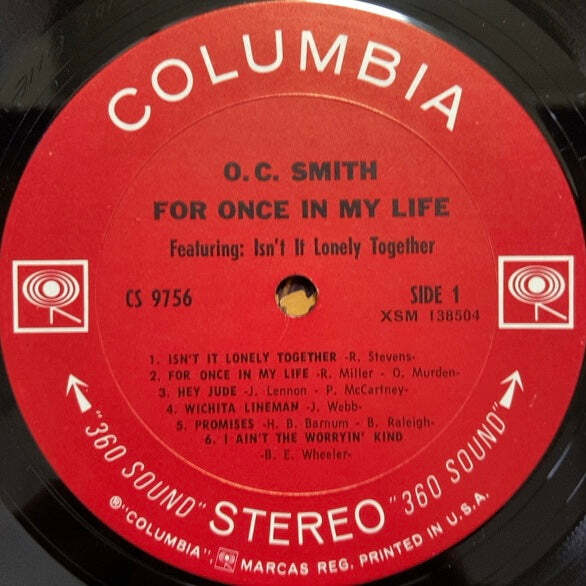 COLUMBIA
O. C. SMITH
FOR ONCE IN MY LIFE
Featuring: Isn't It Lonely Together
CS 9756
SIDE 1
XSM 138504
1. ISN'T IT LONELY TOGETHER -R. Stevens-
2. FOR ONCE IN MY LIFE -R. Miller - O. Murden-
3. HEY JUDE -J. Lennon - P. McCartney-
4. WICHITA LINEMAN -J. Webb-
5. PROMISES -H. B. Barnum - B. Raleigh-
6. I AIN'T THE WORRYIN' KIND
-B. E. Wheeler-
"360 SOUND" STEREO "360 SOUND"
®"COLUMBIA", MARCAS REG. PRINTED IN U.S.A.